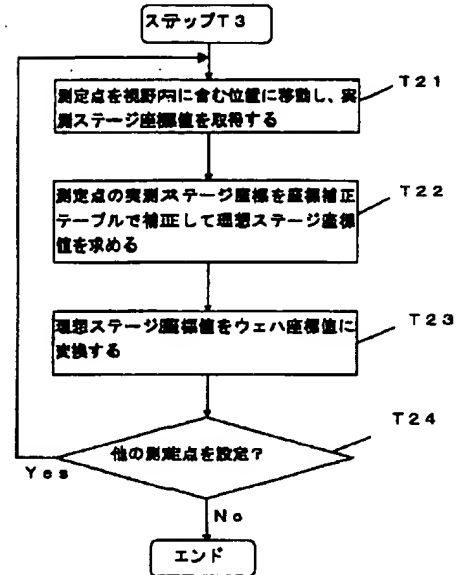 ステップT3
測定点を視野内に含む位置に移動し、実
測ステージ座標値を取得する
T21
測定点の実測ステージ座標を座標補正
テーブルで補正して理想ステージ座標
値を求める
T22
理想ステージ座標値をウェハ座標値に
変換する
T23
他の測定点を設定?
T24
Yes
No
エンド